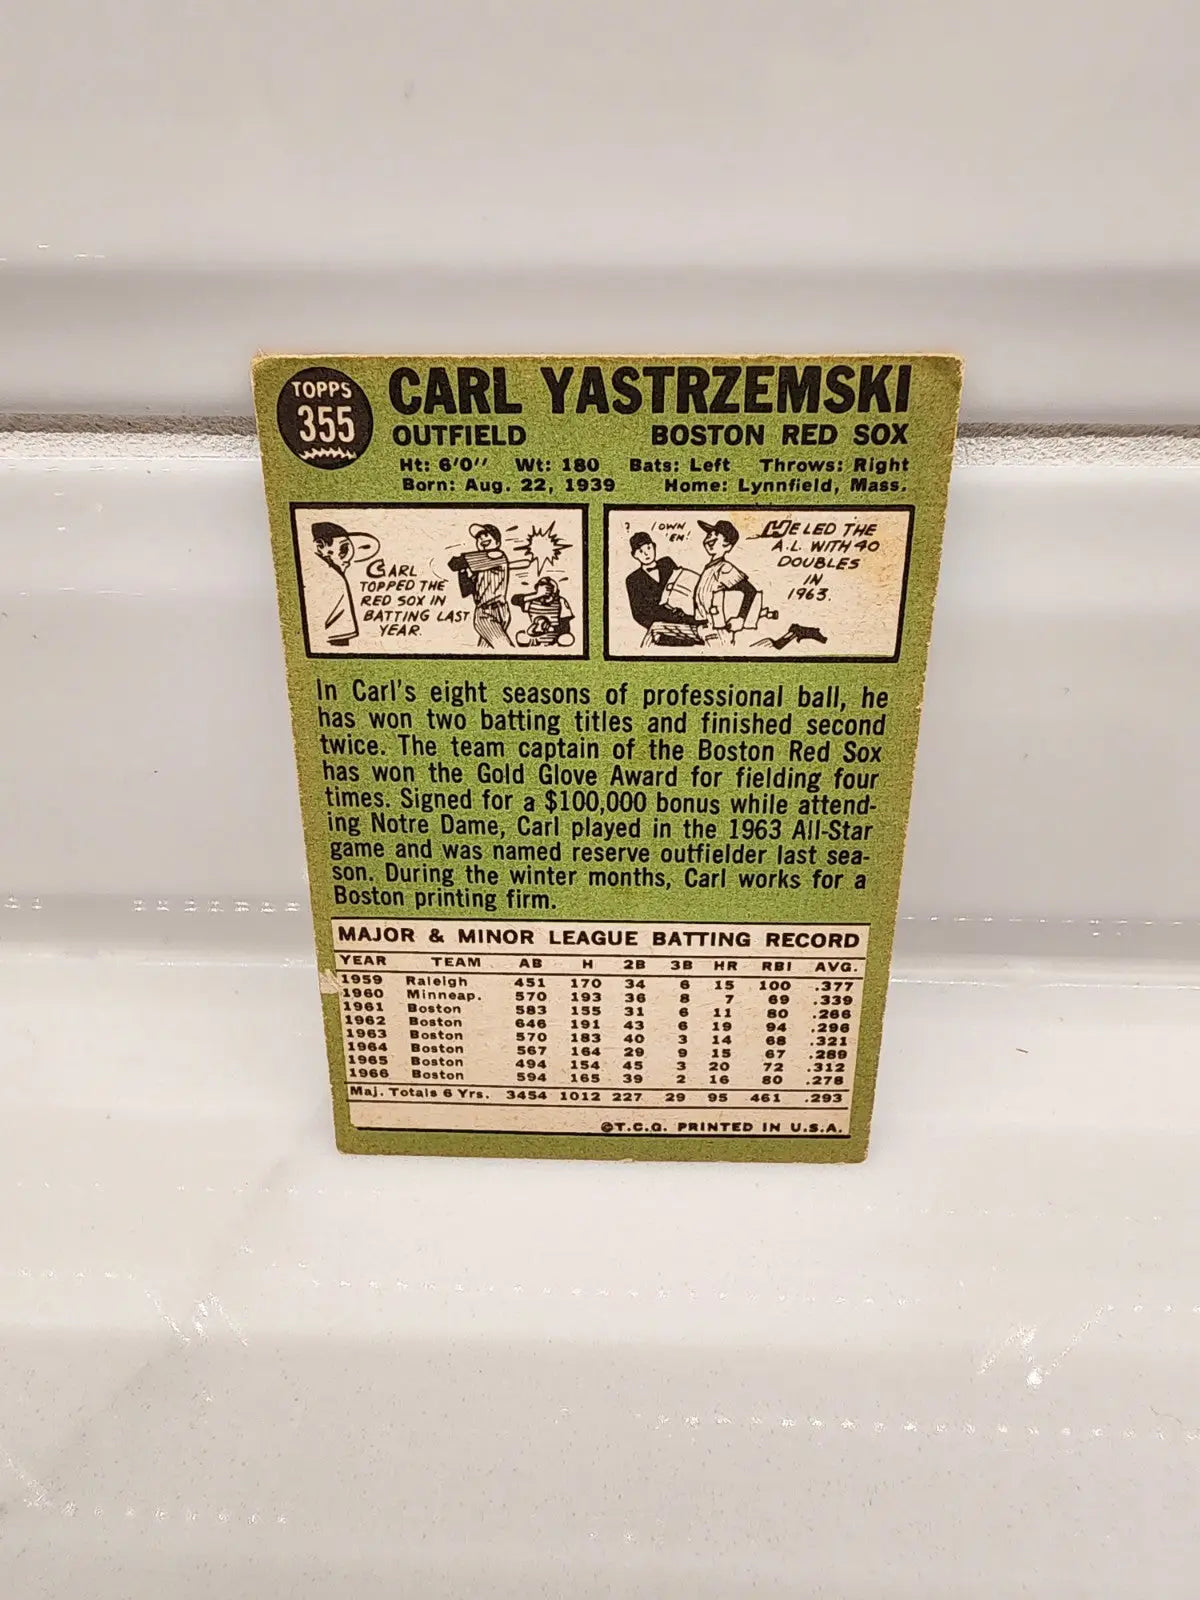 TOPPS
355
CARL YASTRZEMSKI
OUTFIELD BOSTON RED SOX
Ht: 6'0" Wt: 180 Bats: Left Throws: Right
Born: Aug. 22, 1939 Home: Lynnfield, Mass.
CARL
TOPPED THE
RED SOX IN
BATTING LAST
YEAR.
? I OWN
'EM!
HE LED THE
A.L. WITH 40
DOUBLES
IN
1963.
In Carl's eight seasons of professional ball, he
has won two batting titles and finished second
twice. The team captain of the Boston Red Sox
has won the Gold Glove Award for fielding four
times. Signed for a $100,000 bonus while attend-
ing Notre Dame, Carl played in the 1963 All-Star
game and was named reserve outfielder last sea-
son. During the winter months, Carl works for a
Boston printing firm.
MAJOR & MINOR LEAGUE BATTING RECORD
YEAR TEAM AB H 2B 3B HR RBI AVG.
1959 Raleigh 451 170 34 6 15 100 .377
1960 Minneap. 570 193 36 8 7 69 .339
1961 Boston 583 155 31 6 11 80 .266
1962 Boston 646 191 43 6 19 94 .296
1963 Boston 570 183 40 3 14 68 .321
1964 Boston 567 164 29 9 15 67 .289
1965 Boston 494 154 45 3 20 72 .312
1966 Boston 594 165 39 2 16 80 .278
Maj. Totals 6 Yrs. 3454 1012 227 29 95 461 .293
©T.C.G. PRINTED IN U.S.A.